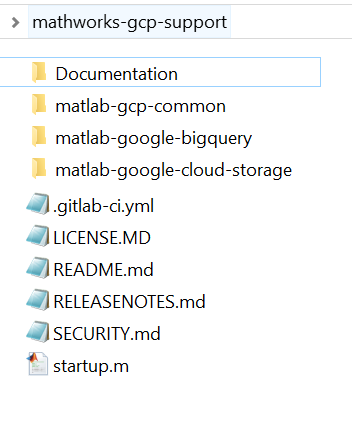 mathworks-gcp-support
Documentation
matlab-gcp-common
matlab-google-bigquery
matlab-google-cloud-storage
.gitlab-ci.yml
LICENSE.MD
README.md
RELEASENOTES.md
SECURITY.md
startup.m